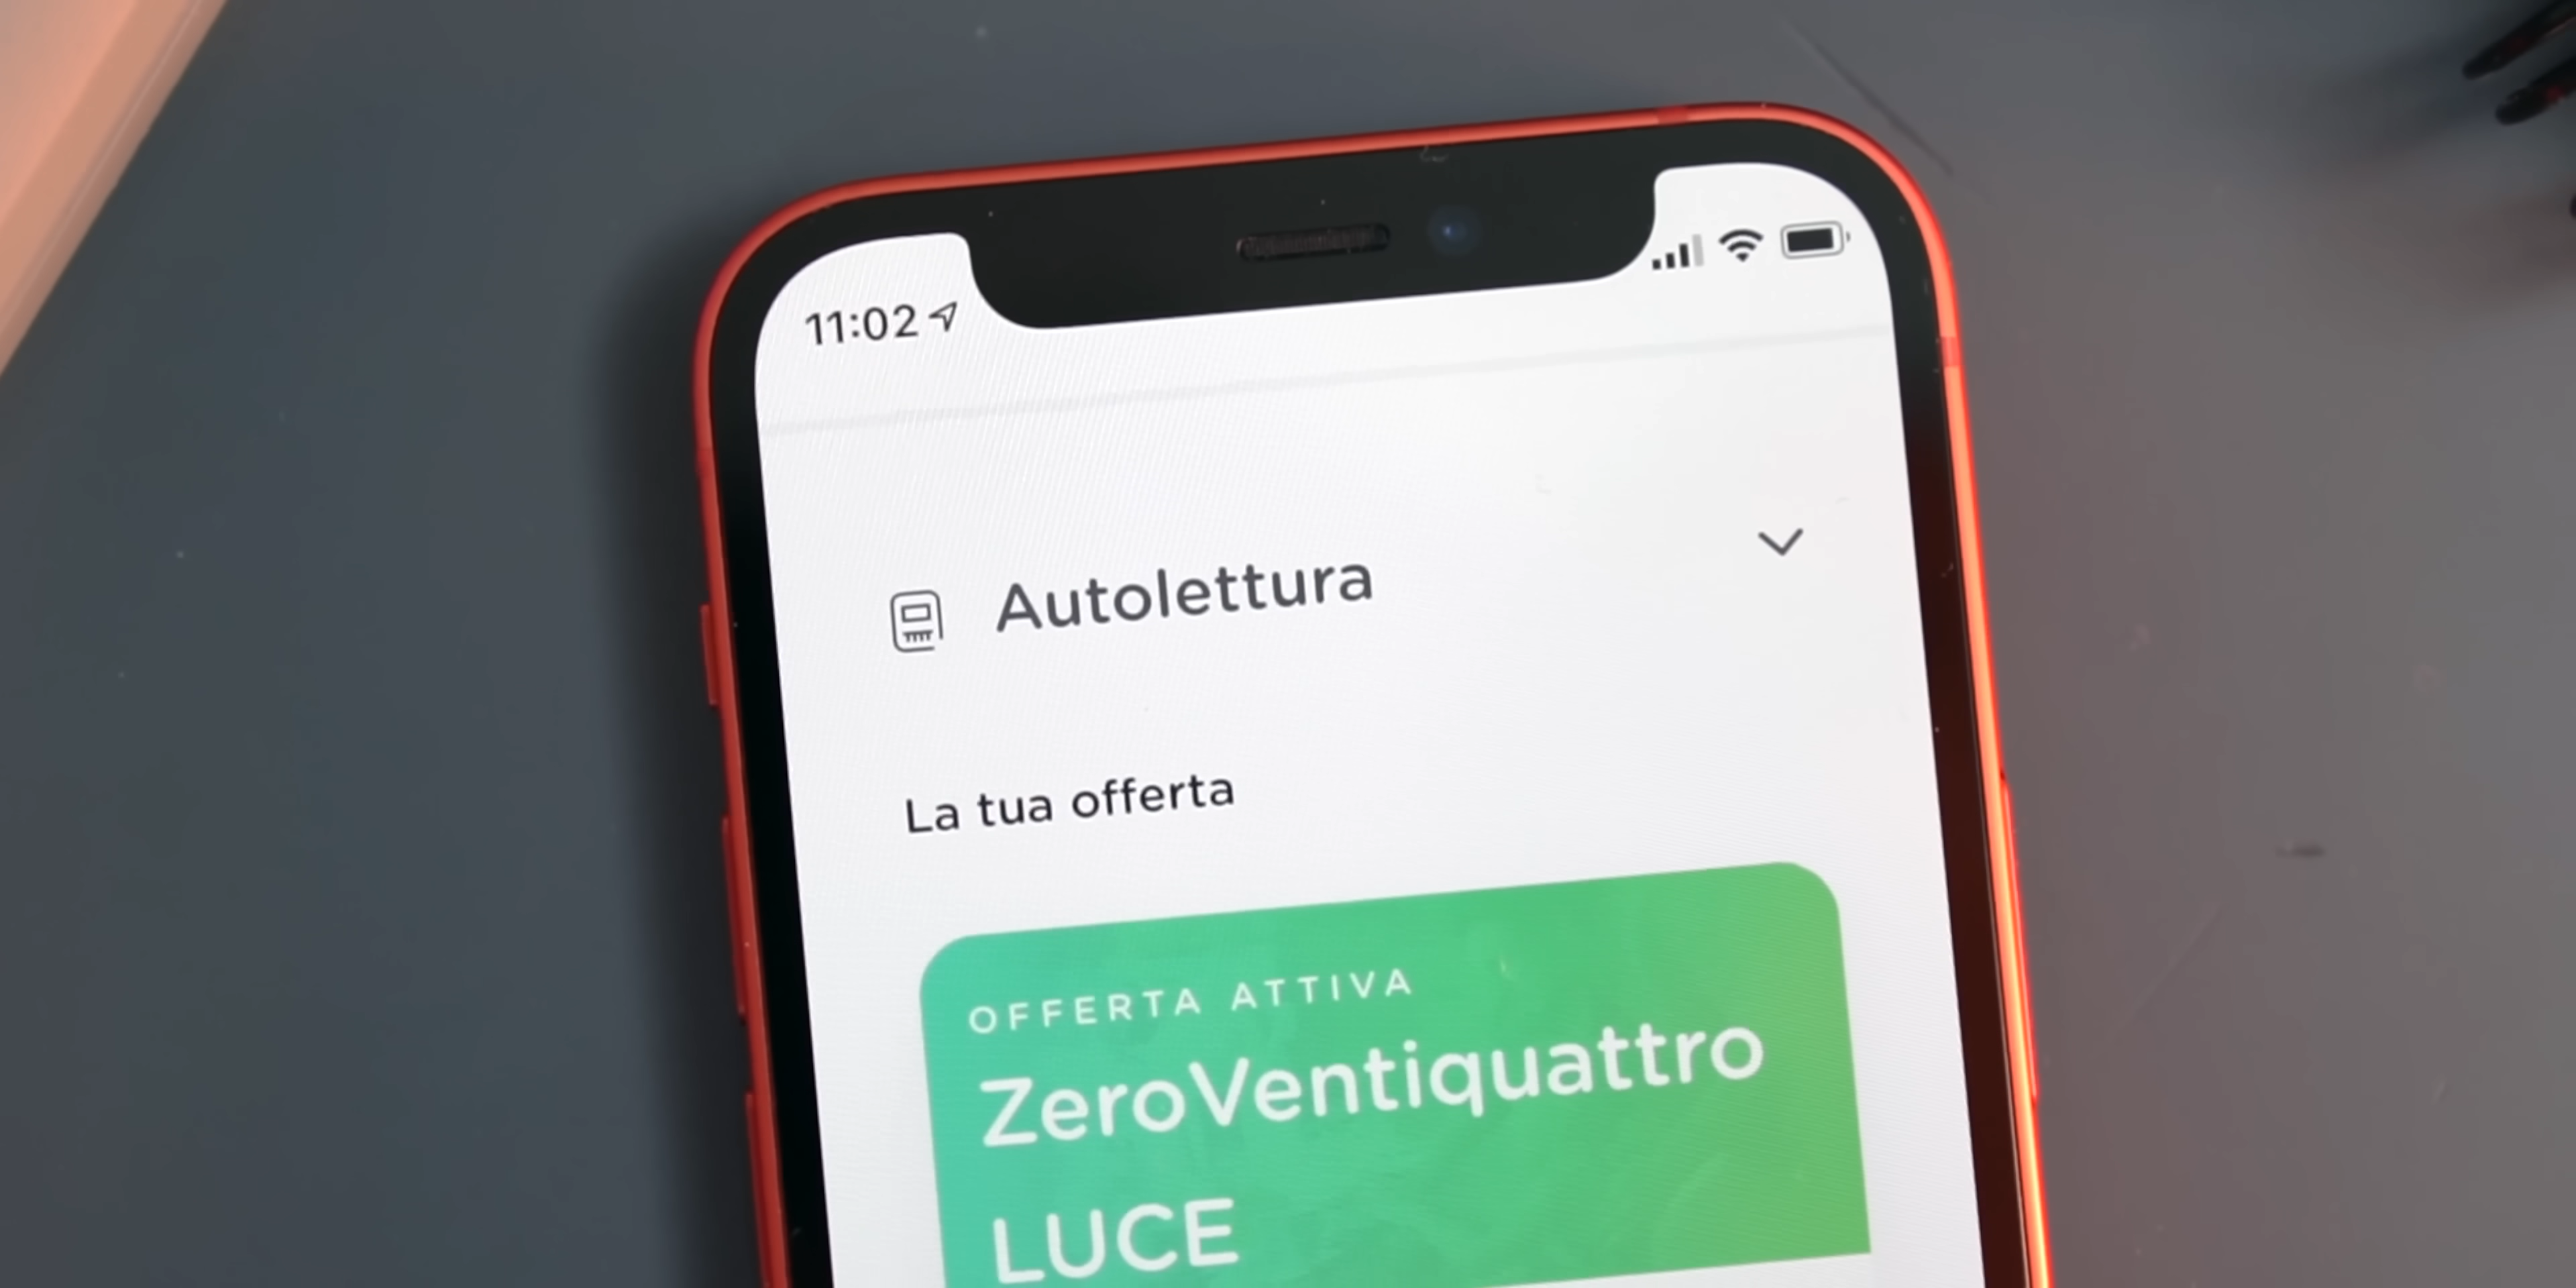 11:02
Autolettura
La tua offerta
OFFERTA ATTIVA
ZeroVentiquattro
LUCE